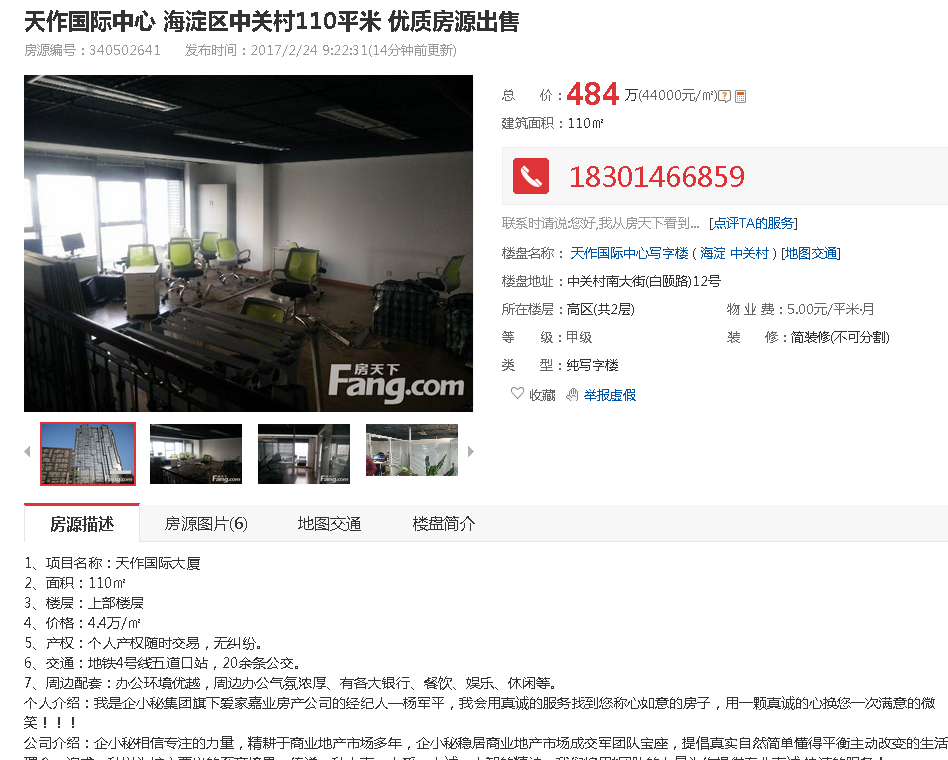 天作国际中心 海淀区中关村110平米 优质房源出售
房源编号：340502641 发布时间：2017/2/24 9:22:31(14分钟前更新)
总 价：484 万(44000元/㎡)
建筑面积：110㎡
18301466859
联系时请说:您好,我从房天下看到... [点评TA的服务]
楼盘名称： 天作国际中心写字楼 ( 海淀 中关村 ) [地图交通]
楼盘地址：中关村南大街(白颐路)12号
所在楼层：高区(共2层) 物 业 费：5.00元/平米·月
等 级：甲级 装 修：简装修(不可分割)
类 型：纯写字楼
收藏 举报虚假
房天下
Fang.com
房源描述 房源图片(6) 地图交通 楼盘简介
1、项目名称：天作国际大厦
2、面积：110㎡
3、楼层：上部楼层
4、价格：4.4万/㎡
5、产权：个人产权随时交易，无纠纷。
6、交通：地铁4号线五道口站，20余条公交。
7、周边配套：办公环境优越，周边办公气氛浓厚、有各大银行、餐饮、娱乐、休闲等。
个人介绍：我是企小秘集团旗下爱家嘉业房产公司的经纪人—杨军平，我会用真诚的服务找到您称心如意的房子，用一颗真诚的心换您一次满意的微
笑！！！
公司介绍：企小秘相信专注的力量，精耕于商业地产市场多年，企小秘稳居商业地产市场成交军团队宝座，提倡真实自然简单懂得平衡主动改变的生活